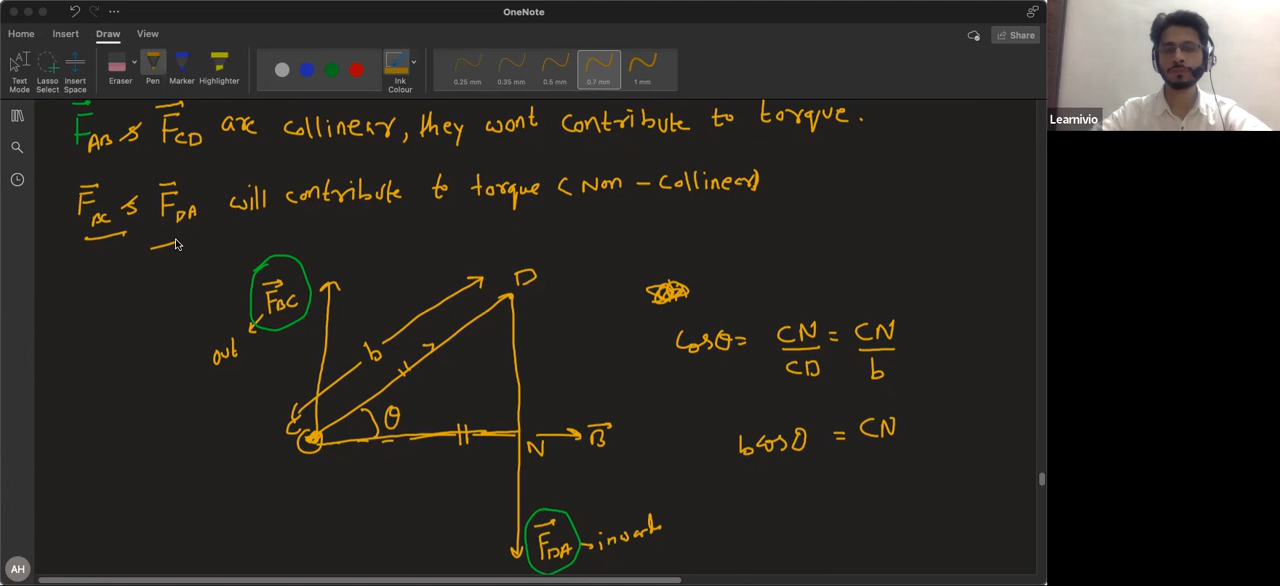 OneNote
Home Insert Draw View
Share
Text Mode
Lasso Select
Insert Space
Eraser
Pen
Marker
Highlighter
Ink Colour
0.25 mm
0.35 mm
0.5 mm
0.7 mm
1 mm
Learnivio
F AB & F CD are collinear, they wont contribute to torque.
F BC & F DA will contribute to torque (Non-Collinear)
F BC
out
D
b
θ
C
N
B
F DA
cosθ = CN/CD = CN/b
b cosθ = CN
AH